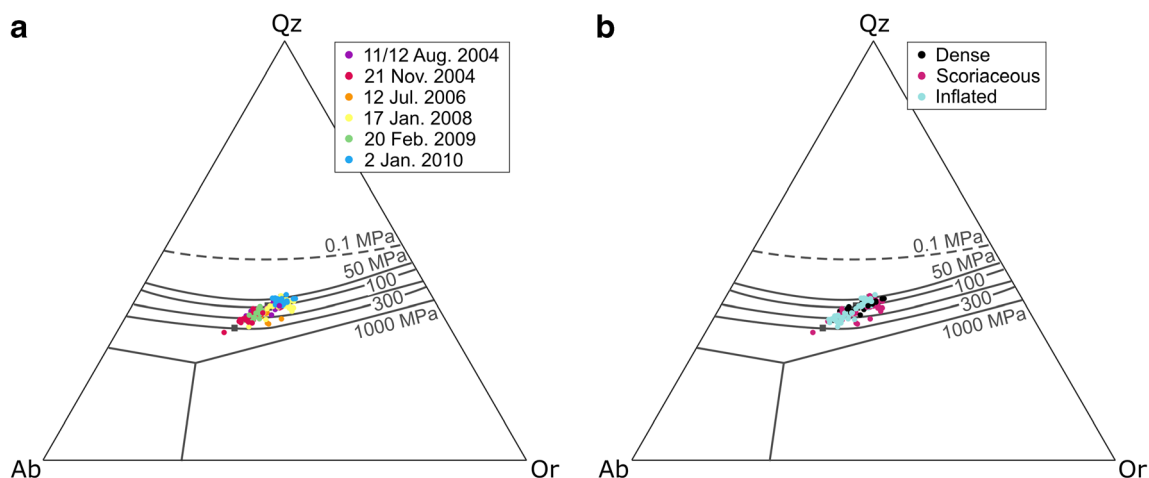 a
Qz
11/12 Aug. 2004
21 Nov. 2004
12 Jul. 2006
17 Jan. 2008
20 Feb. 2009
2 Jan. 2010
0.1 MPa
50 MPa
100
300
1000 MPa
Ab
Or
b
Qz
Dense
Scoriaceous
Inflated
0.1 MPa
50 MPa
100
300
1000 MPa
Ab
Or